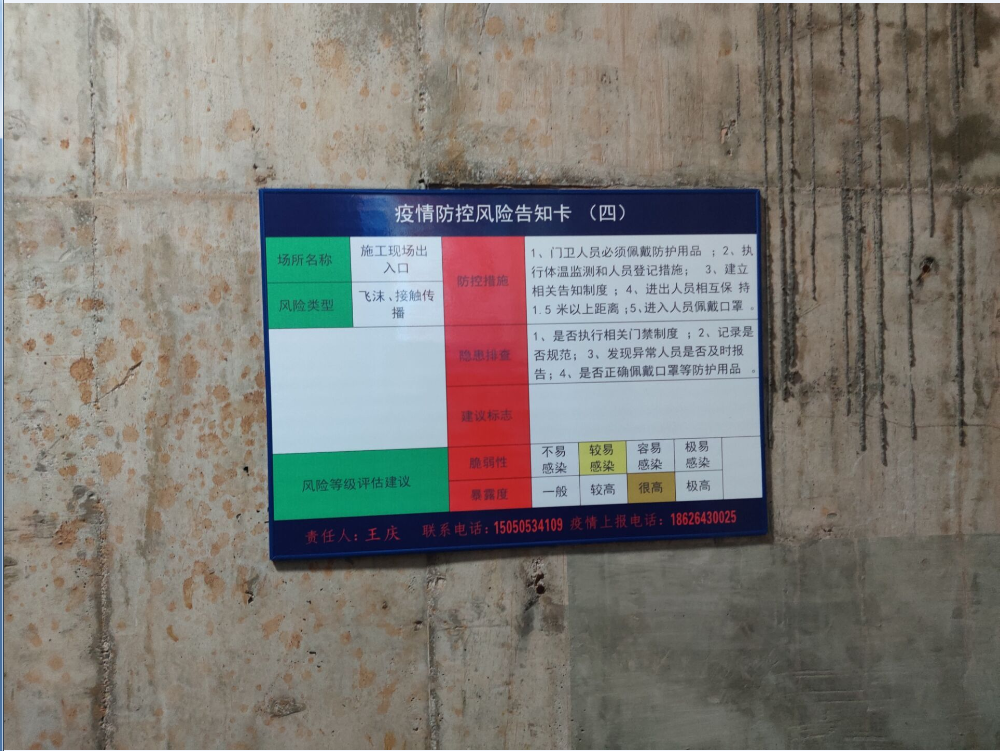 疫情防控风险告知卡 （四）
场所名称
施工现场出
入口
风险类型
飞沫、接触传
播
防控措施
1、门卫人员必须佩戴防护用品 ；2、执
行体温监测和人员登记措施； 3、建立
相关告知制度 ；4、进出人员相互保 持
1.5 米以上距离 ;5、进入人员佩戴口罩 。
隐患排查
1、是否执行相关门禁制度 ；2、记录是
否规范； 3、发现异常人员是否及时报
告；4、是否正确佩戴口罩等防护用品 。
建议标志
风险等级评估建议
脆弱性
不易
感染
较易
感染
容易
感染
极易
感染
暴露度
一般
较高
很高
极高
责任人：王庆 联系电话：15050534109 疫情上报电话：18626430025